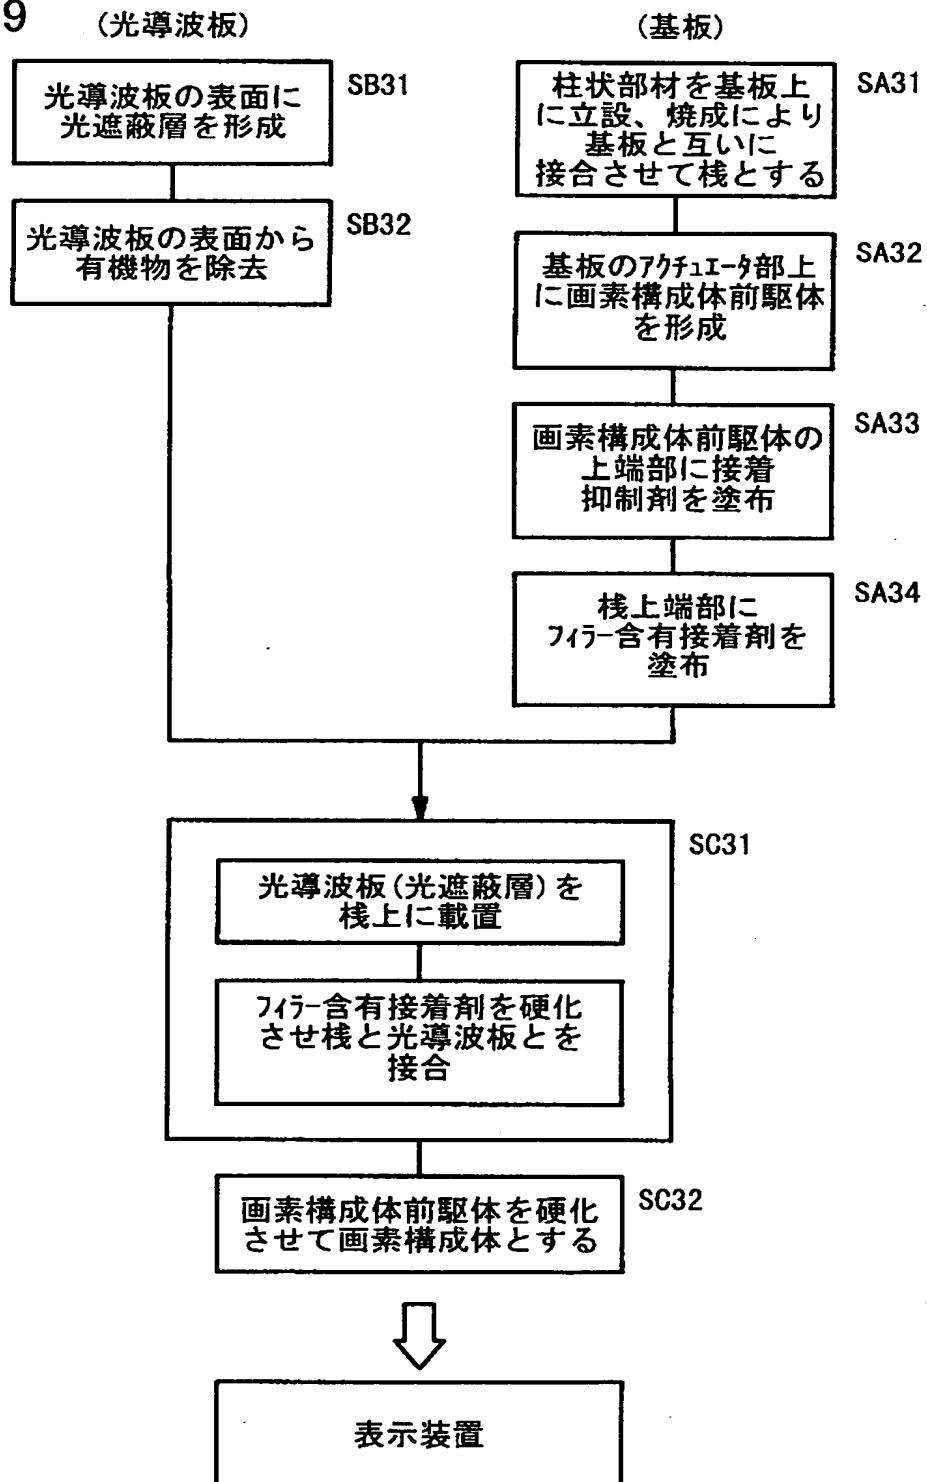 9
(光導波板)
光導波板の表面に
光遮蔽層を形成
SB31
光導波板の表面から
有機物を除去
SB32
(基板)
柱状部材を基板上
に立設、焼成により
基板と互いに
接合させて桟とする
SA31
基板のｱｸﾁｭｴｰﾀ部上
に画素構成体前駆体
を形成
SA32
画素構成体前駆体の
上端部に接着
抑制剤を塗布
SA33
桟上端部に
ﾌｨﾗｰ含有接着剤を
塗布
SA34
SC31
光導波板(光遮蔽層)を
桟上に載置
ﾌｨﾗｰ含有接着剤を硬化
させ桟と光導波板とを
接合
画素構成体前駆体を硬化
させて画素構成体とする
SC32
表示装置